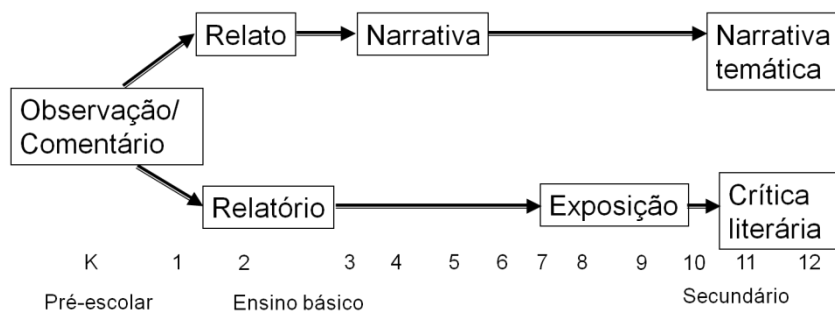 Relato
Narrativa
Narrativa
temática
Observação/
Comentário
Relatório
Exposição
Crítica
literária
K 1 2 3 4 5 6 7 8 9 10 11 12
Pré-escolar Ensino básico Secundário